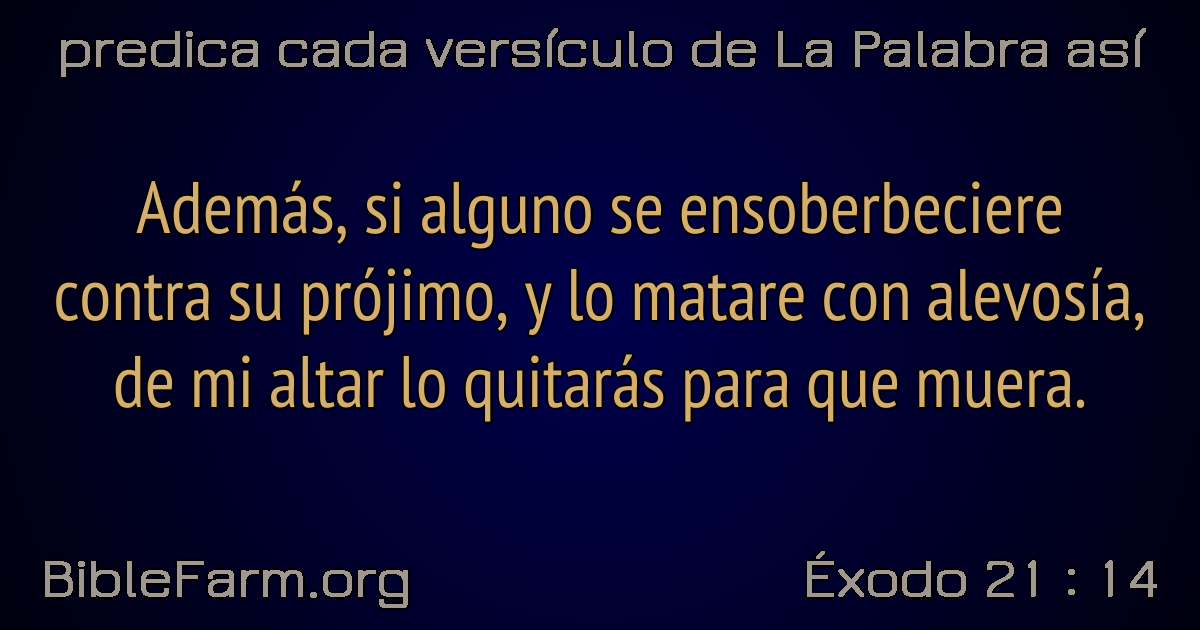 predica cada versículo de La Palabra así
Además, si alguno se ensoberbeciere
contra su prójimo, y lo matare con alevosía,
de mi altar lo quitarás para que muera.
BibleFarm.org
Éxodo 21 : 14